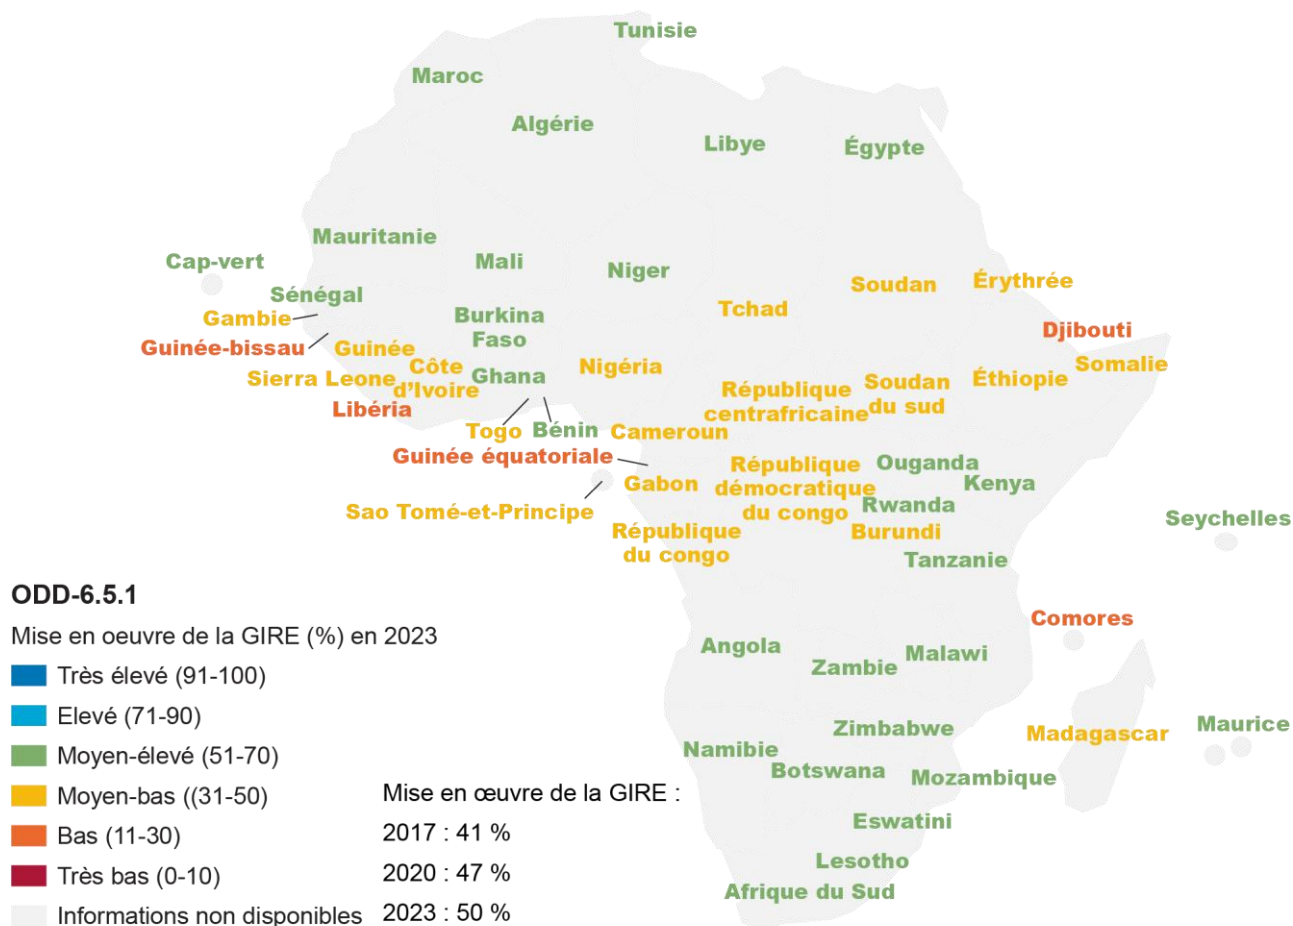 Tunisie
Maroc
Algérie
Libye
Égypte
Mauritanie
Cap-vert
Mali
Niger
Soudan
Érythrée
Sénégal
Tchad
Gambie
Burkina
Faso
Djibouti
Guinée-bissau
Guinée
Côte
d'Ivoire
Ghana
Nigéria
Somalie
Sierra Leone
République
centrafricaine
Soudan
du sud
Éthiopie
Libéria
Togo
Bénin
Cameroun
Guinée équatoriale
République
démocratique
du congo
Ouganda
Kenya
Gabon
Rwanda
Sao Tomé-et-Principe
Seychelles
République
du congo
Burundi
Tanzanie
Comores
Angola
Zambie
Malawi
Zimbabwe
Madagascar
Maurice
Namibie
Botswana
Mozambique
Eswatini
Lesotho
Afrique du Sud
ODD-6.5.1
Mise en oeuvre de la GIRE (%) en 2023
Très élevé (91-100)
Elevé (71-90)
Moyen-élevé (51-70)
Moyen-bas ((31-50)
Bas (11-30)
Très bas (0-10)
Informations non disponibles
Mise en œuvre de la GIRE :
2017 : 41 %
2020 : 47 %
2023 : 50 %